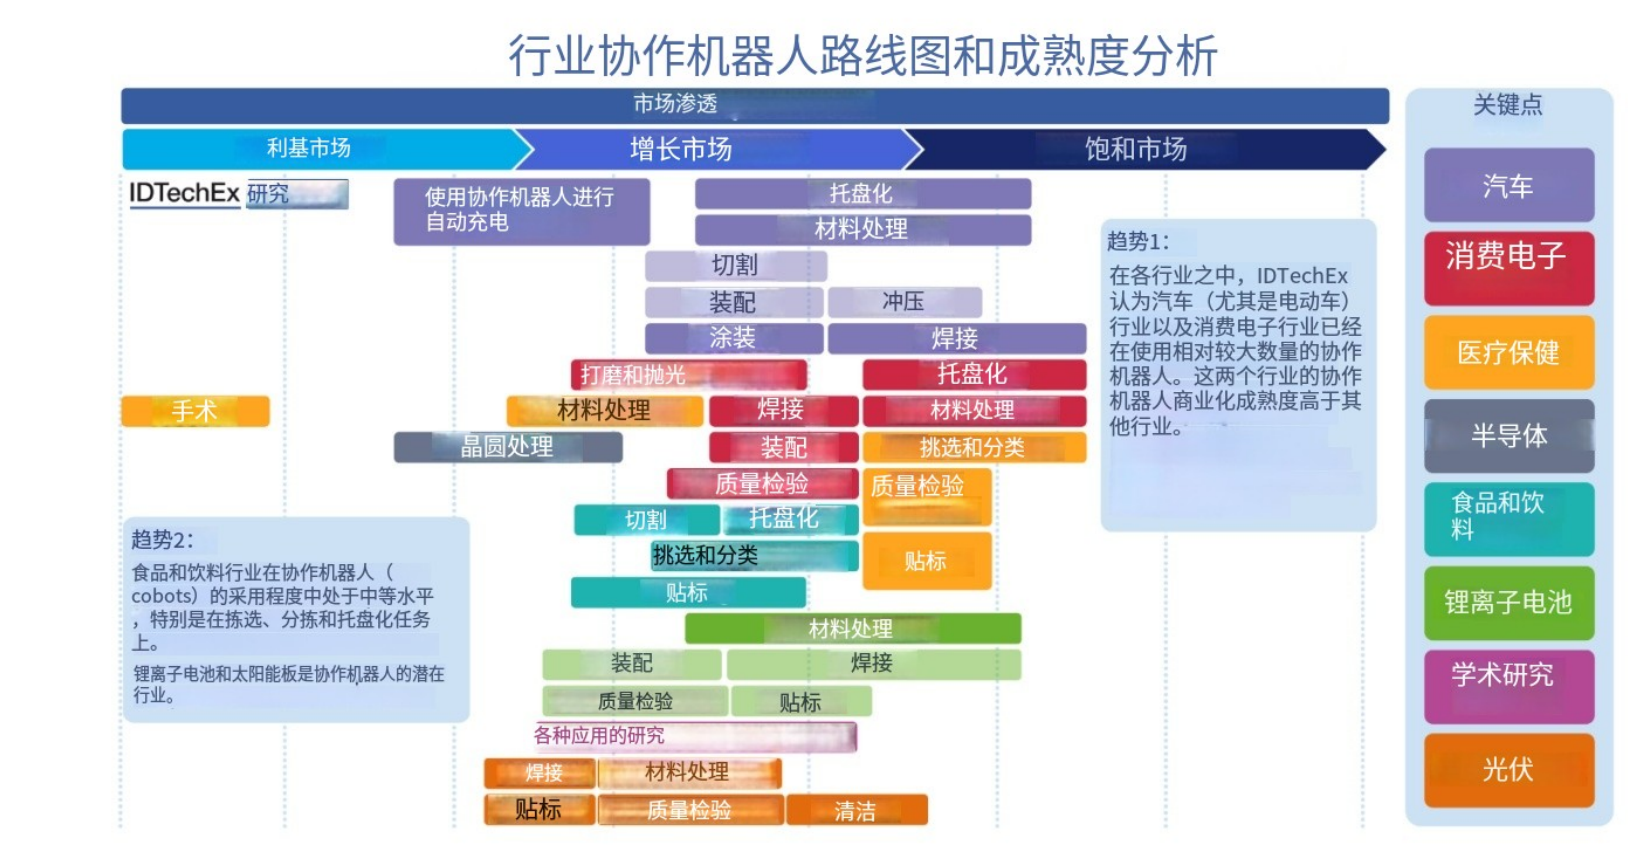 行业协作机器人路线图和成熟度分析
市场渗透
利基市场
增长市场
饱和市场
IDTechEx 研究
使用协作机器人进行
自动充电
托盘化
材料处理
切割
装配
冲压
涂装
焊接
打磨和抛光
托盘化
手术
材料处理
焊接
材料处理
晶圆处理
装配
挑选和分类
质量检验
质量检验
切割
托盘化
挑选和分类
贴标
贴标
材料处理
装配
焊接
质量检验
贴标
各种应用的研究
焊接
材料处理
贴标
质量检验
清洁
趋势1：
在各行业之中，IDTechEx
认为汽车（尤其是电动车）
行业以及消费电子行业已经
在使用相对较大数量的协作
机器人。这两个行业的协作
机器人商业化成熟度高于其
他行业。
趋势2：
食品和饮料行业在协作机器人（
cobots）的采用程度中处于中等水平
，特别是在拣选、分拣和托盘化任务
上。
锂离子电池和太阳能板是协作机器人的潜在
行业。
关键点
汽车
消费电子
医疗保健
半导体
食品和饮
料
锂离子电池
学术研究
光伏